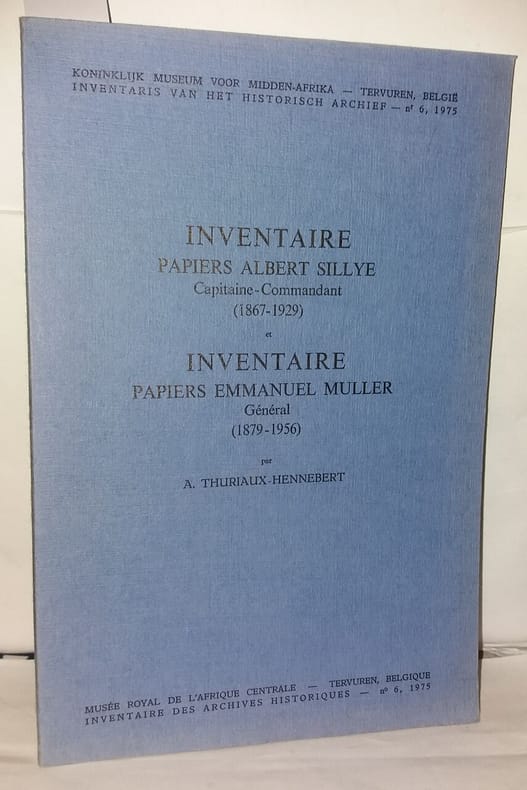 KONINKLIJK MUSEUM VOOR MIDDEN-AFRIKA — TERVUREN, BELGIË
INVENTARIS VAN HET HISTORISCH ARCHIEF — nr 6, 1975
INVENTAIRE
PAPIERS ALBERT SILLYE
Capitaine-Commandant
(1867-1929)
et
INVENTAIRE
PAPIERS EMMANUEL MULLER
Général
(1879-1956)
par
A. THURIAUX-HENNEBERT
MUSÉE ROYAL DE L'AFRIQUE CENTRALE — TERVUREN, BELGIQUE
INVENTAIRE DES ARCHIVES HISTORIQUES — nº 6, 1975